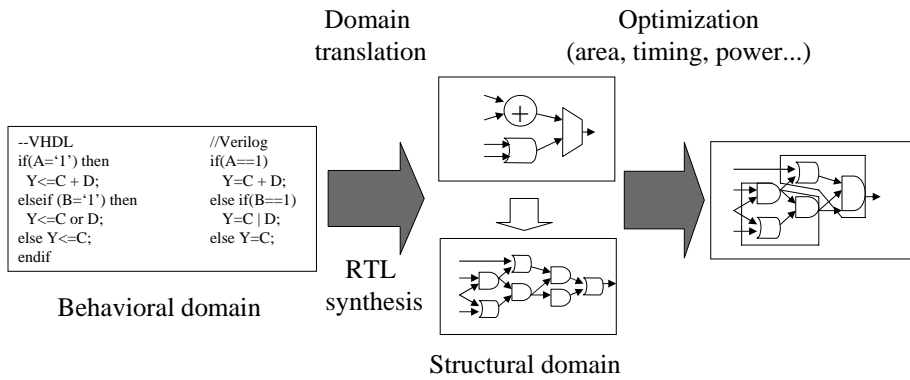 Domain
translation
Optimization
(area, timing, power...)
--VHDL
if(A=‘1’) then
Y<=C + D;
elseif (B=‘1’) then
Y<=C or D;
else Y<=C;
endif
//Verilog
if(A==1)
Y=C + D;
else if(B==1)
Y=C | D;
else Y=C;
+
RTL
synthesis
Behavioral domain
Structural domain